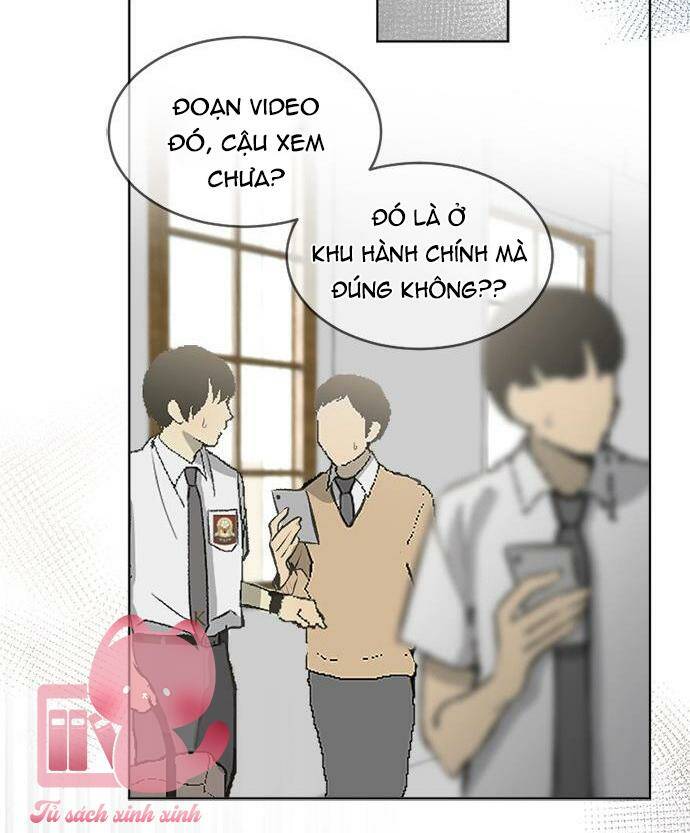 ĐOẠN VIDEO
ĐÓ, CẬU XEM
CHƯA?
ĐÓ LÀ Ở
KHU HÀNH CHÍNH MÀ
ĐÚNG KHÔNG??
Tủ sách xinh xinh